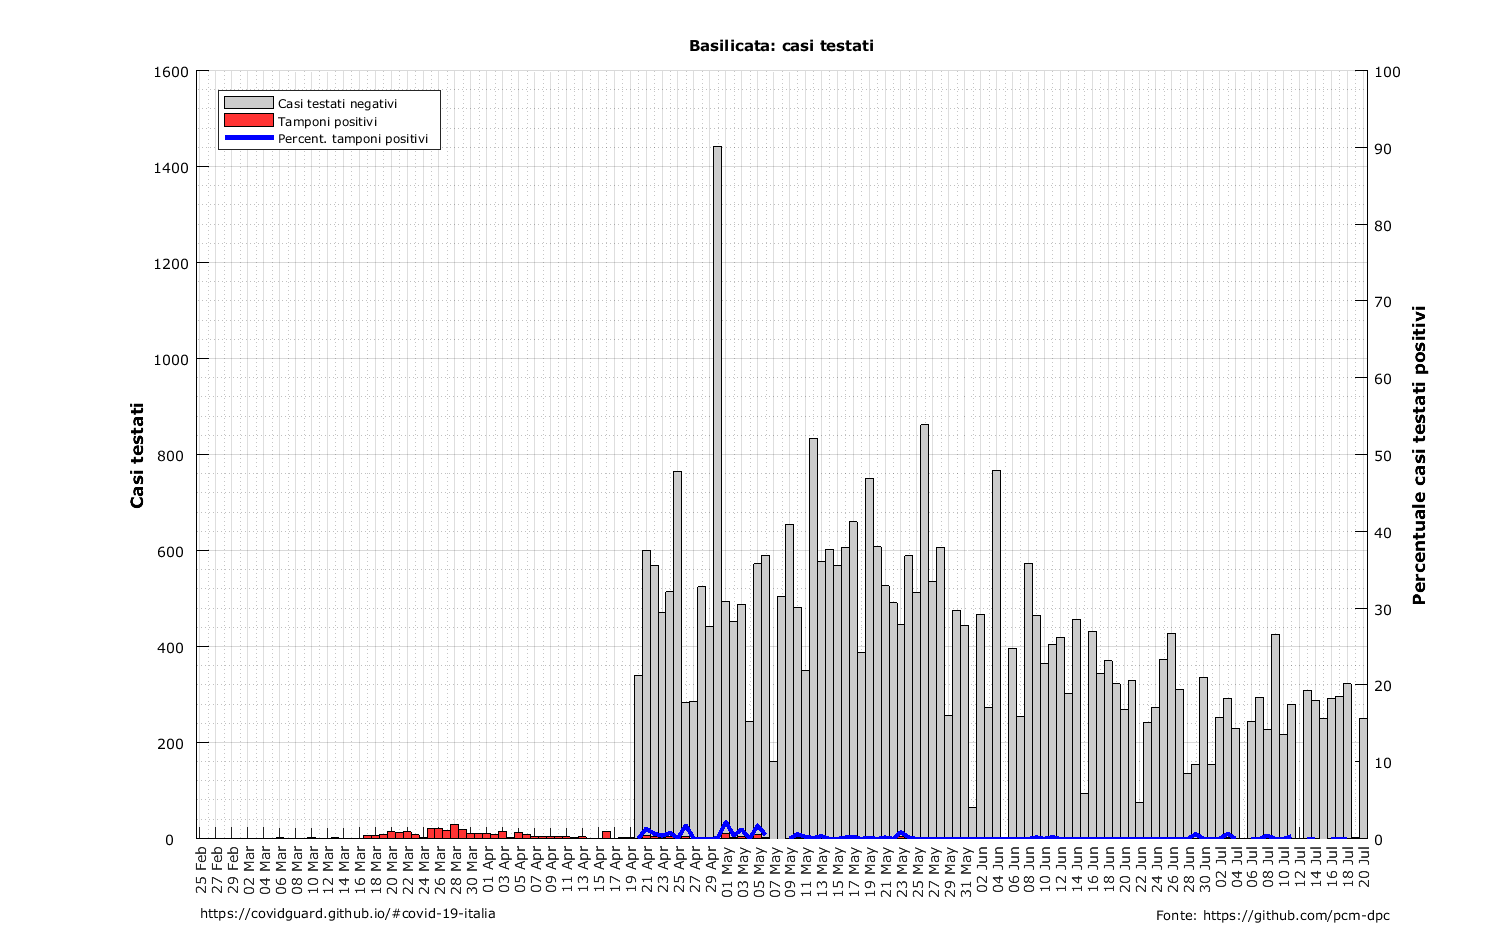 Basilicata: casi testati
Casi testati negativi
Tamponi positivi
Percent. tamponi positivi
Casi testati
1600
1400
1200
1000
800
600
400
200
0
100
90
80
70
60
50
40
30
20
10
0
Percentuale casi testati positivi
25 Feb
27 Feb
29 Feb
02 Mar
04 Mar
06 Mar
08 Mar
10 Mar
12 Mar
14 Mar
16 Mar
18 Mar
20 Mar
22 Mar
24 Mar
26 Mar
28 Mar
30 Mar
01 Apr
03 Apr
05 Apr
07 Apr
09 Apr
11 Apr
13 Apr
15 Apr
17 Apr
19 Apr
21 Apr
23 Apr
25 Apr
27 Apr
29 Apr
01 May
03 May
05 May
07 May
09 May
11 May
13 May
15 May
17 May
19 May
21 May
23 May
25 May
27 May
29 May
31 May
02 Jun
04 Jun
06 Jun
08 Jun
10 Jun
12 Jun
14 Jun
16 Jun
18 Jun
20 Jun
22 Jun
24 Jun
26 Jun
28 Jun
30 Jun
02 Jul
04 Jul
06 Jul
08 Jul
10 Jul
12 Jul
14 Jul
16 Jul
18 Jul
20 Jul
https://covidguard.github.io/#covid-19-italia
Fonte: https://github.com/pcm-dpc